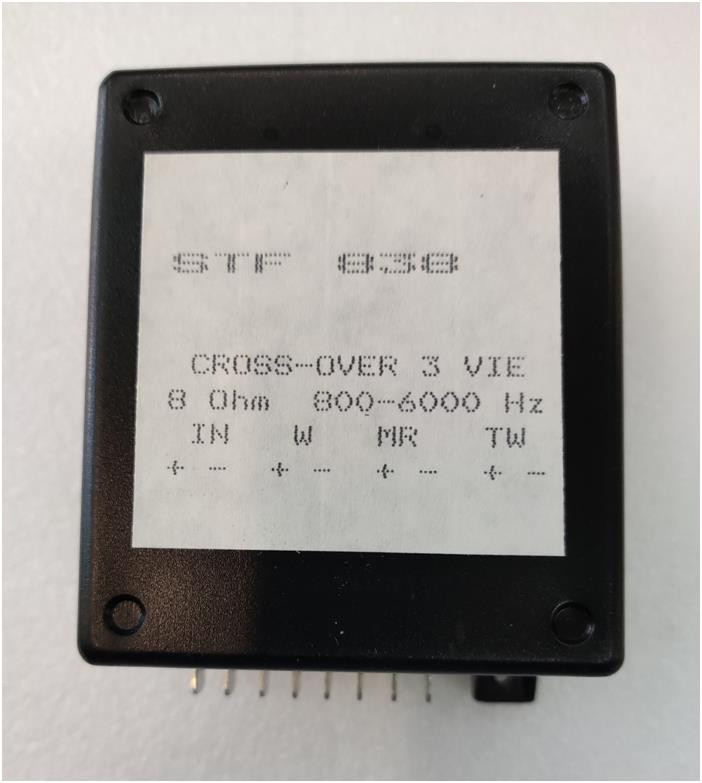 STF 838
CROSS-OVER 3 VIE
8 Ohm 800-6000 Hz
IN W MR TW
+ - + - + - + -